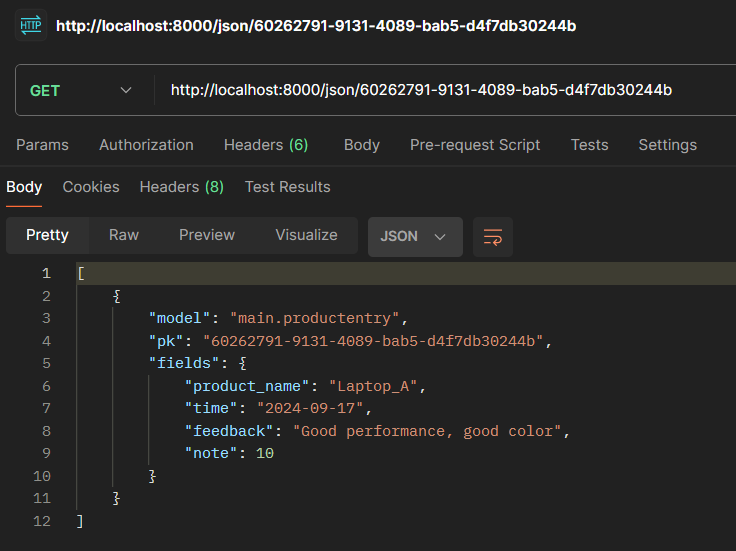 HTTP http://localhost:8000/json/60262791-9131-4089-bab5-d4f7db30244b
GET http://localhost:8000/json/60262791-9131-4089-bab5-d4f7db30244b
Params Authorization Headers (6) Body Pre-request Script Tests Settings
Body Cookies Headers (8) Test Results
Pretty Raw Preview Visualize JSON
1 [
2 {
3 "model": "main.productentry",
4 "pk": "60262791-9131-4089-bab5-d4f7db30244b",
5 "fields": {
6 "product_name": "Laptop_A",
7 "time": "2024-09-17",
8 "feedback": "Good performance, good color",
9 "note": 10
10 }
11 }
12 ]